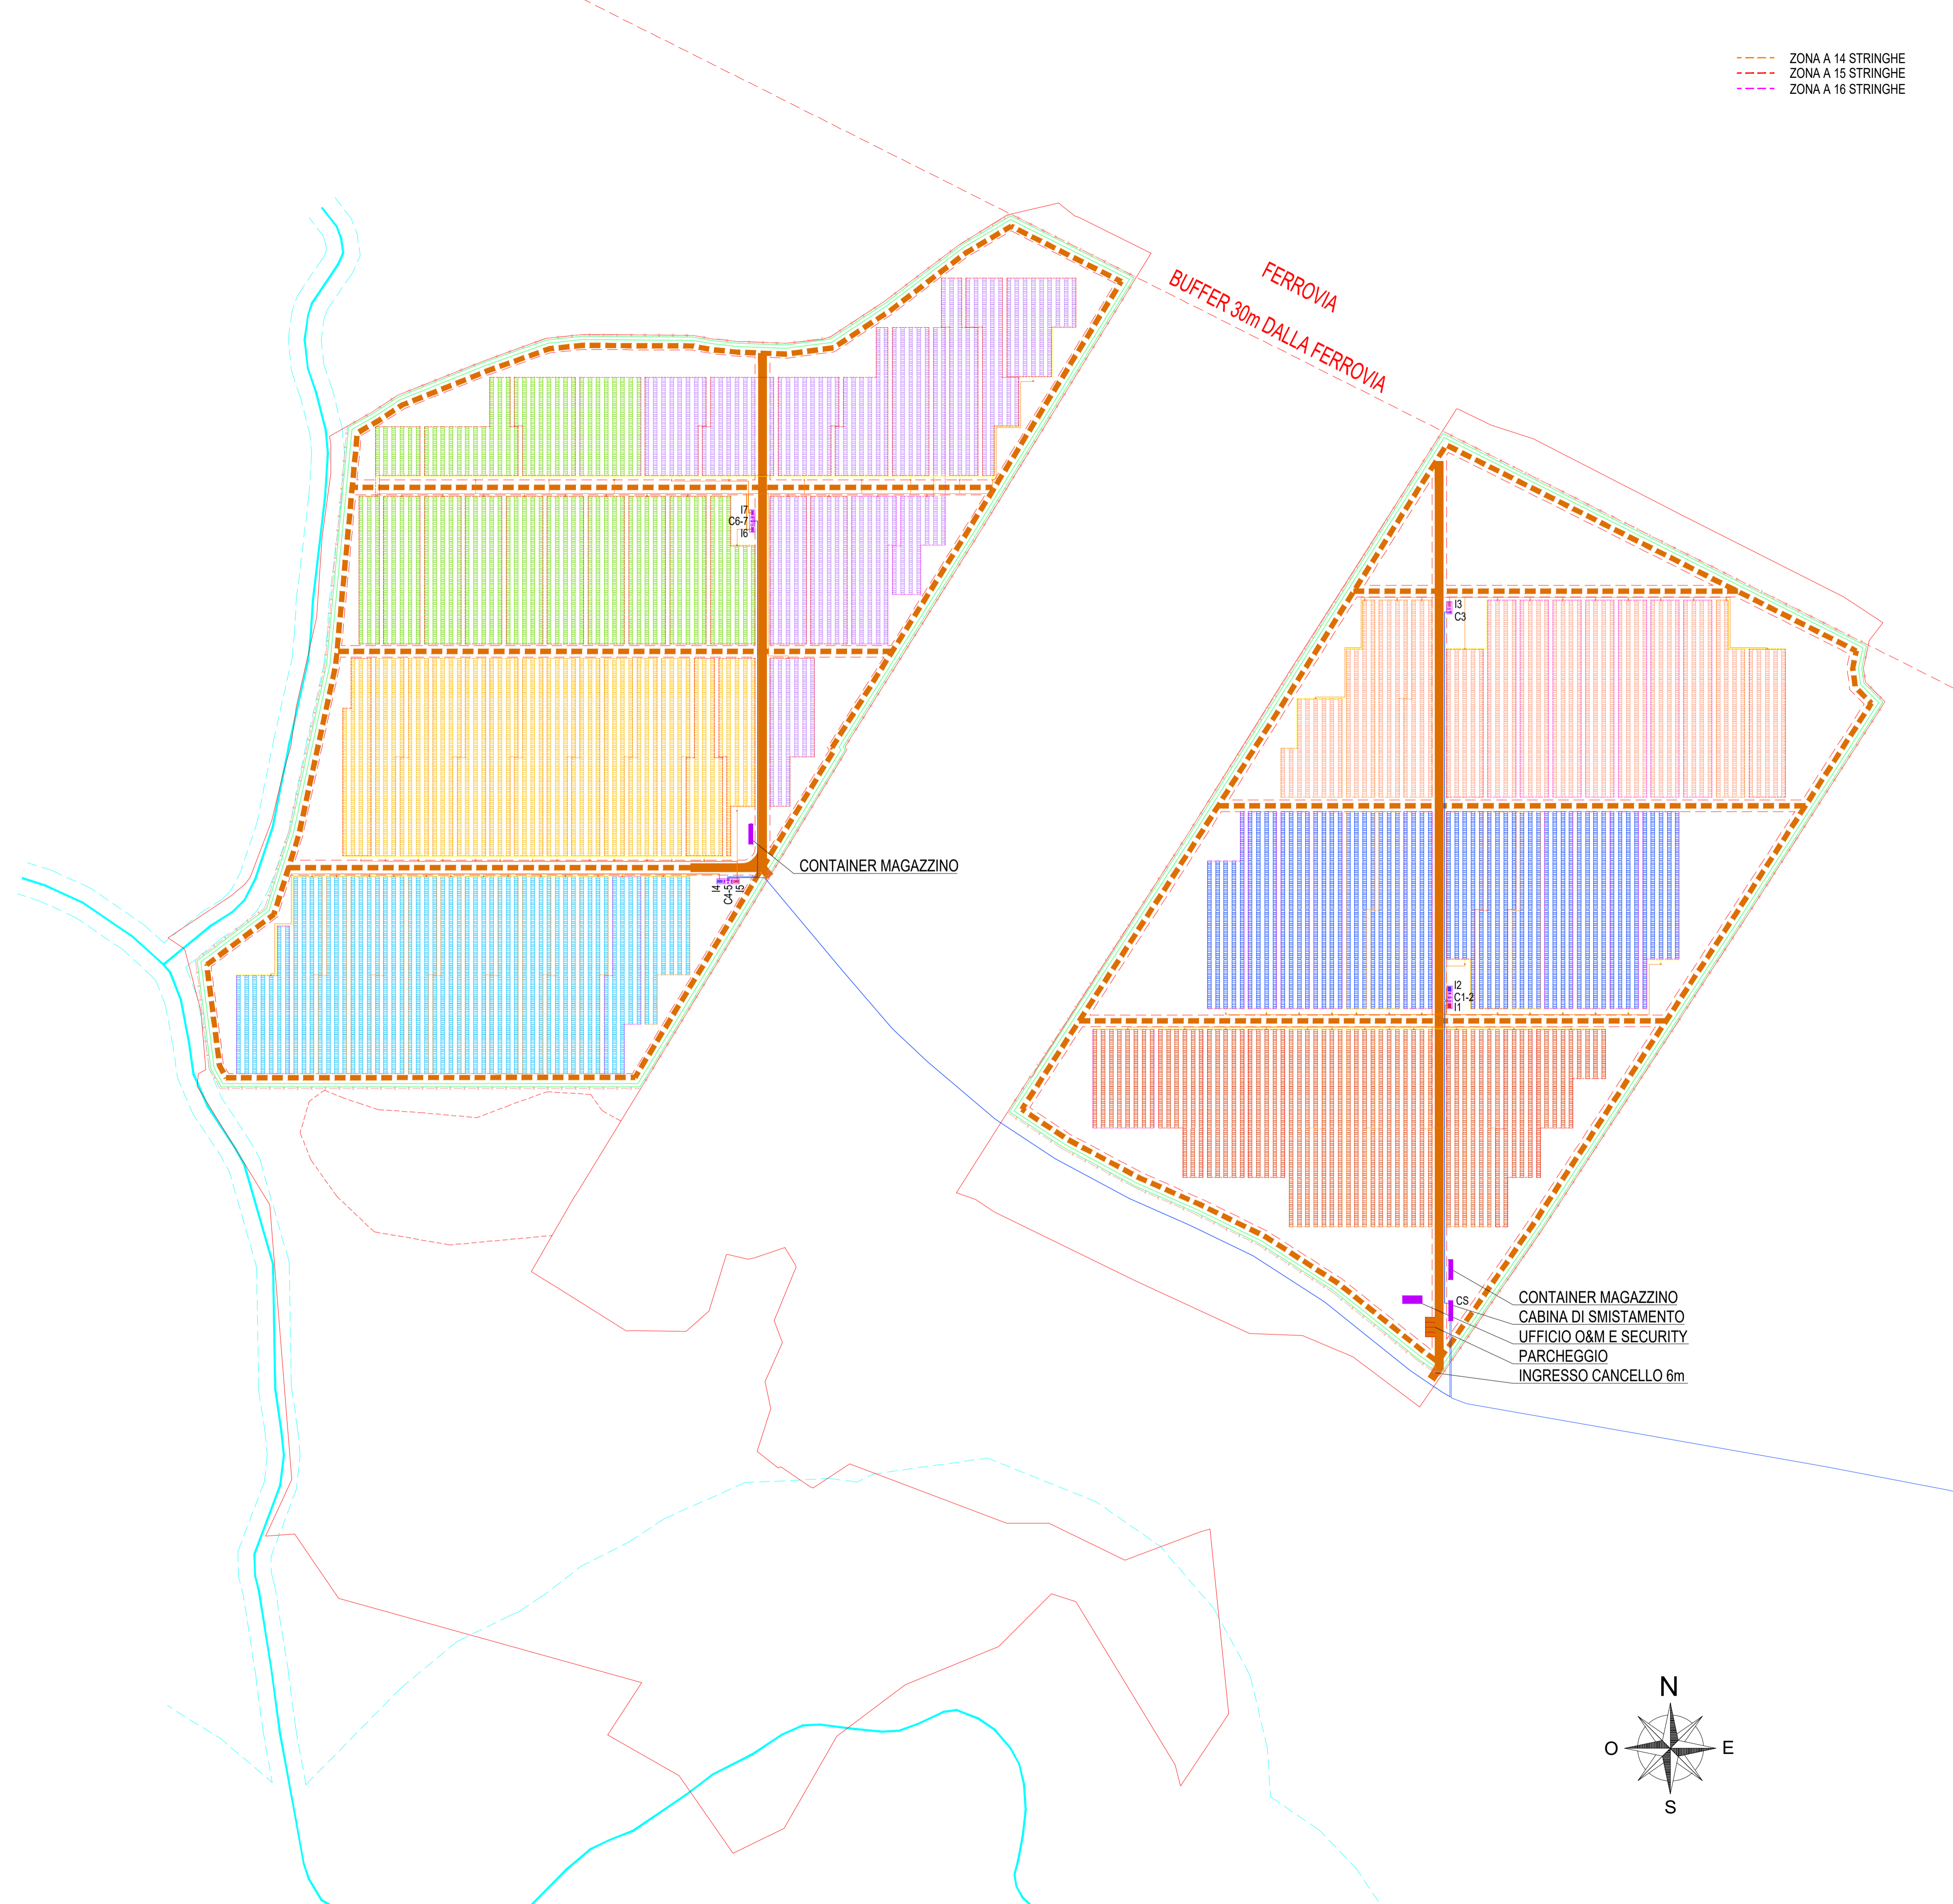 ZONA A 14 STRINGHE
ZONA A 15 STRINGHE
ZONA A 16 STRINGHE
FERROVIA
BUFFER 30m DALLA FERROVIA
I7
C6-7
I6
I3
C3
CONTAINER MAGAZZINO
I4
C4-5
I5
I2
C1-2
I1
CS
CONTAINER MAGAZZINO
CABINA DI SMISTAMENTO
UFFICIO O&M E SECURITY
PARCHEGGIO
INGRESSO CANCELLO 6m
N
O
E
S